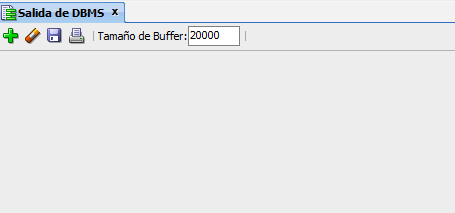 Salida de DBMS x
Tamaño de Buffer: 20000